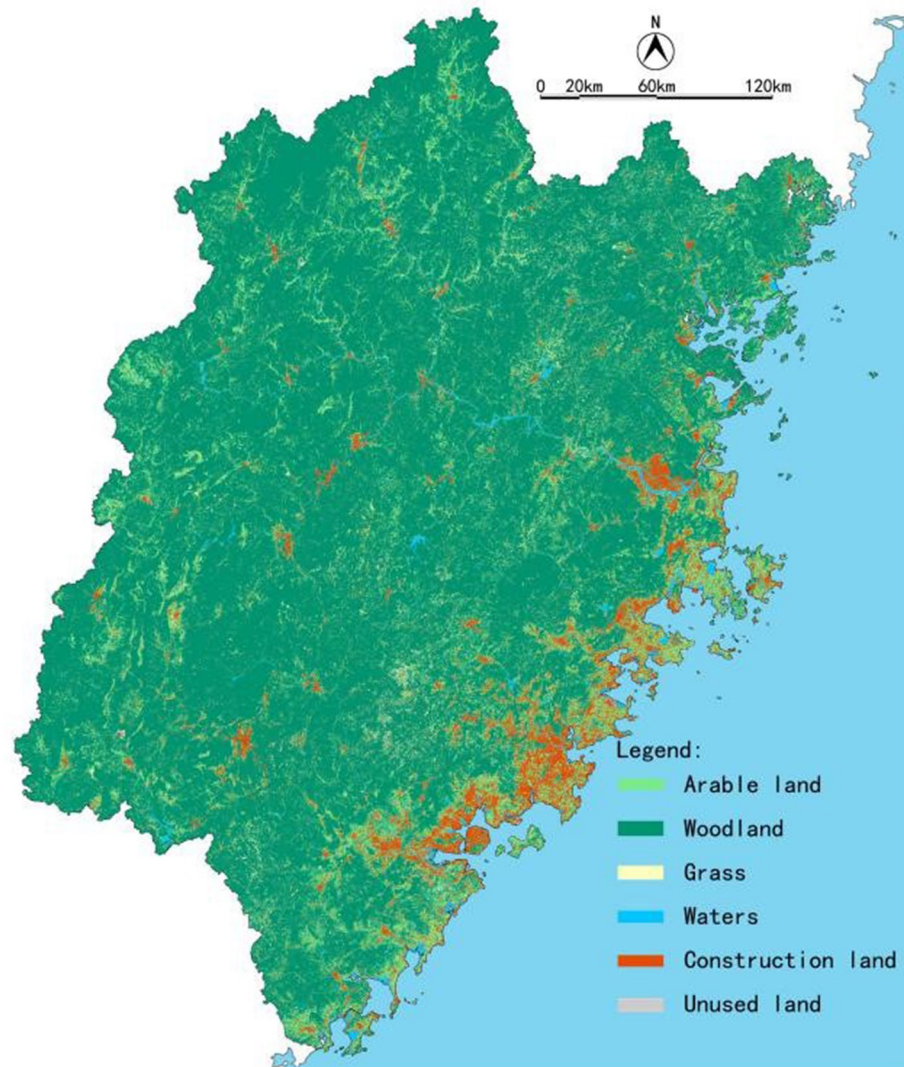 N
0 20km 60km 120km
Legend:
Arable land
Woodland
Grass
Waters
Construction land
Unused land